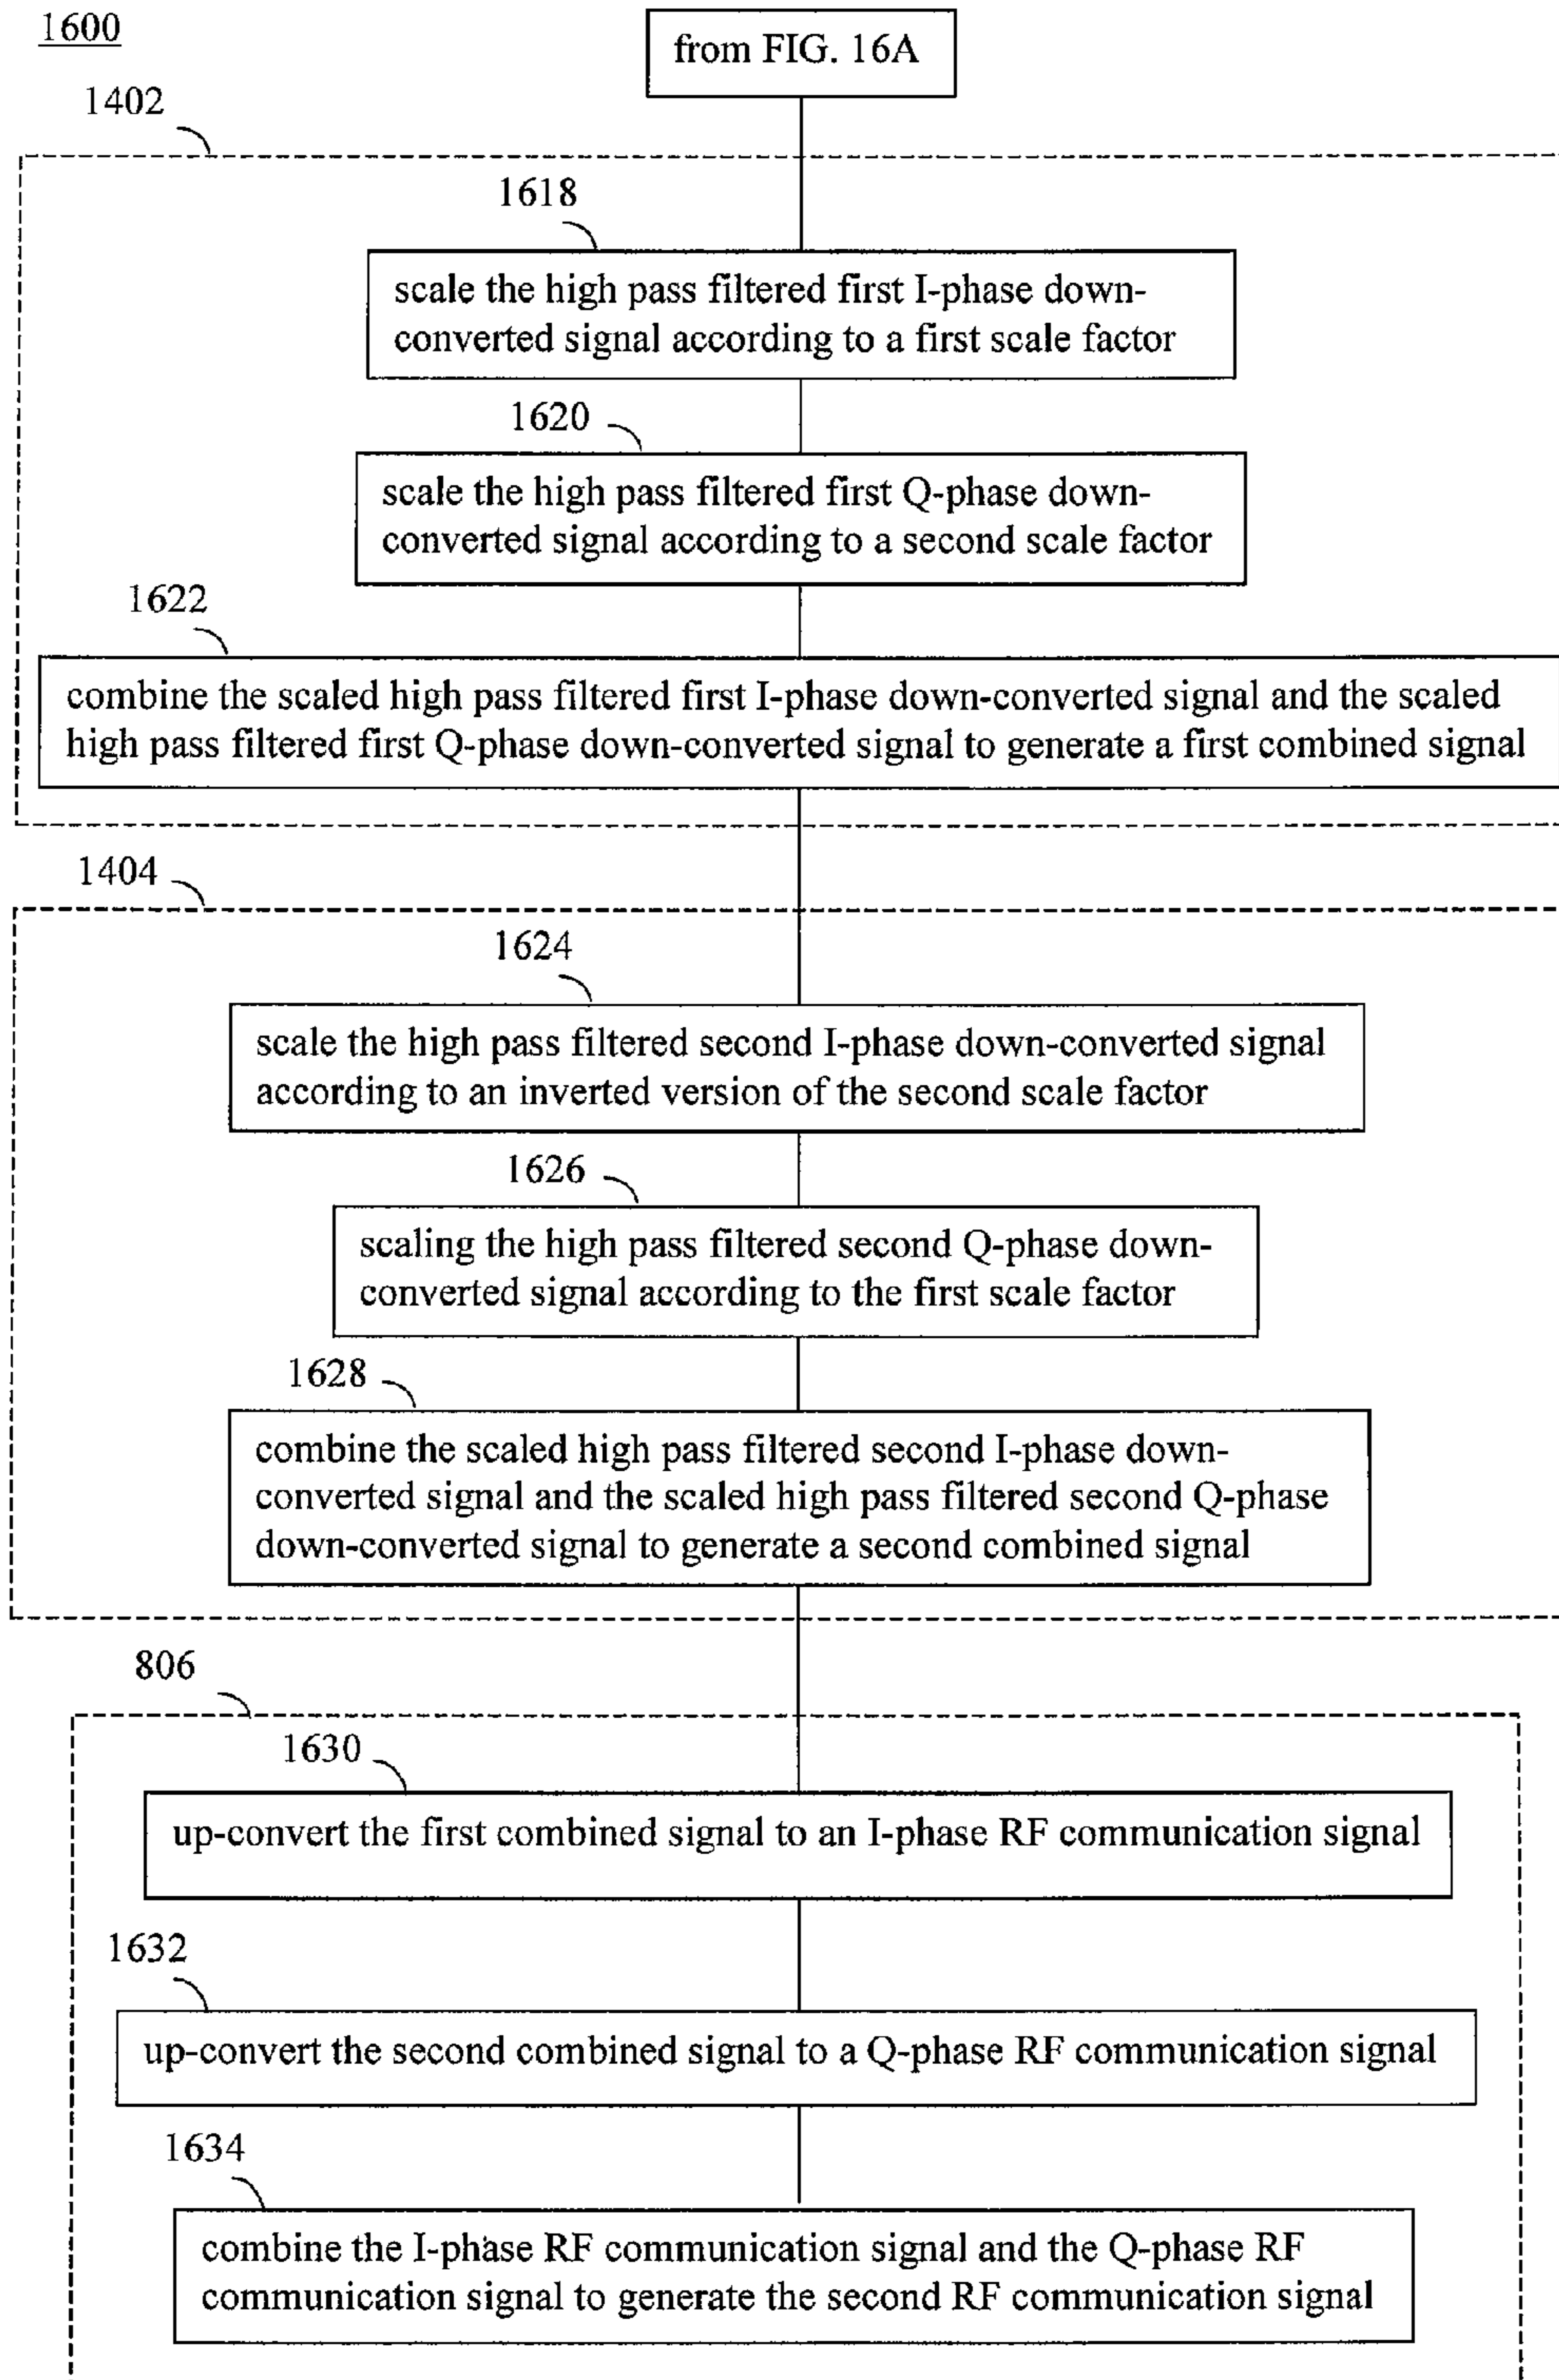 1600
from FIG. 16A
1402
1618
scale the high pass filtered first I-phase down-
converted signal according to a first scale factor
1620
scale the high pass filtered first Q-phase down-
converted signal according to a second scale factor
1622
combine the scaled high pass filtered first I-phase down-converted signal and the scaled
high pass filtered first Q-phase down-converted signal to generate a first combined signal
1404
1624
scale the high pass filtered second I-phase down-converted signal
according to an inverted version of the second scale factor
1626
scaling the high pass filtered second Q-phase down-
converted signal according to the first scale factor
1628
combine the scaled high pass filtered second I-phase down-
converted signal and the scaled high pass filtered second Q-phase
down-converted signal to generate a second combined signal
806
1630
up-convert the first combined signal to an I-phase RF communication signal
1632
up-convert the second combined signal to a Q-phase RF communication signal
1634
combine the I-phase RF communication signal and the Q-phase RF
communication signal to generate the second RF communication signal